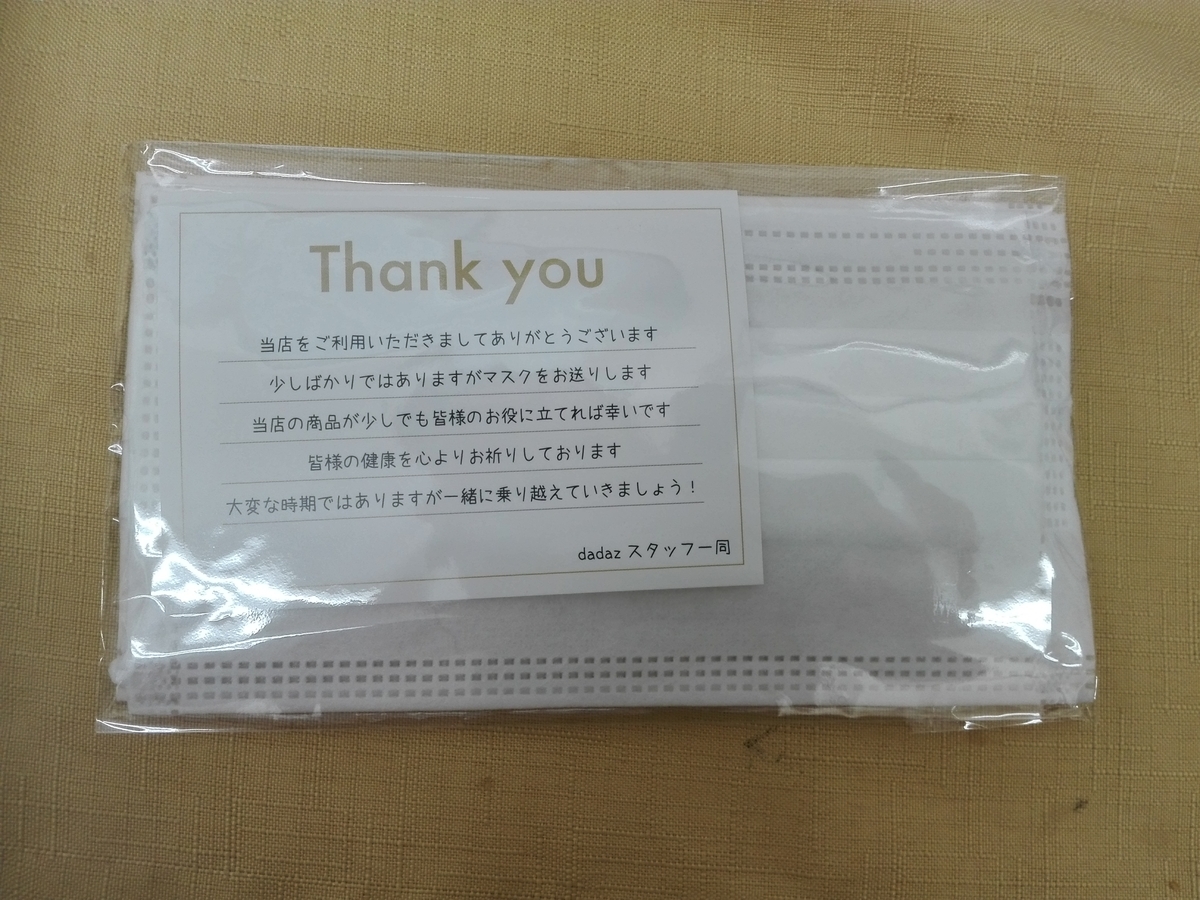 Thank you
当店をご利用いただきましてありがとうございます
少しばかりではありますがマスクをお送りします
当店の商品が少しでも皆様のお役に立てれば幸いです
皆様の健康を心よりお祈りしております
大変な時期ではありますが一緒に乗り越えていきましょう！
dadaz スタッフ一同